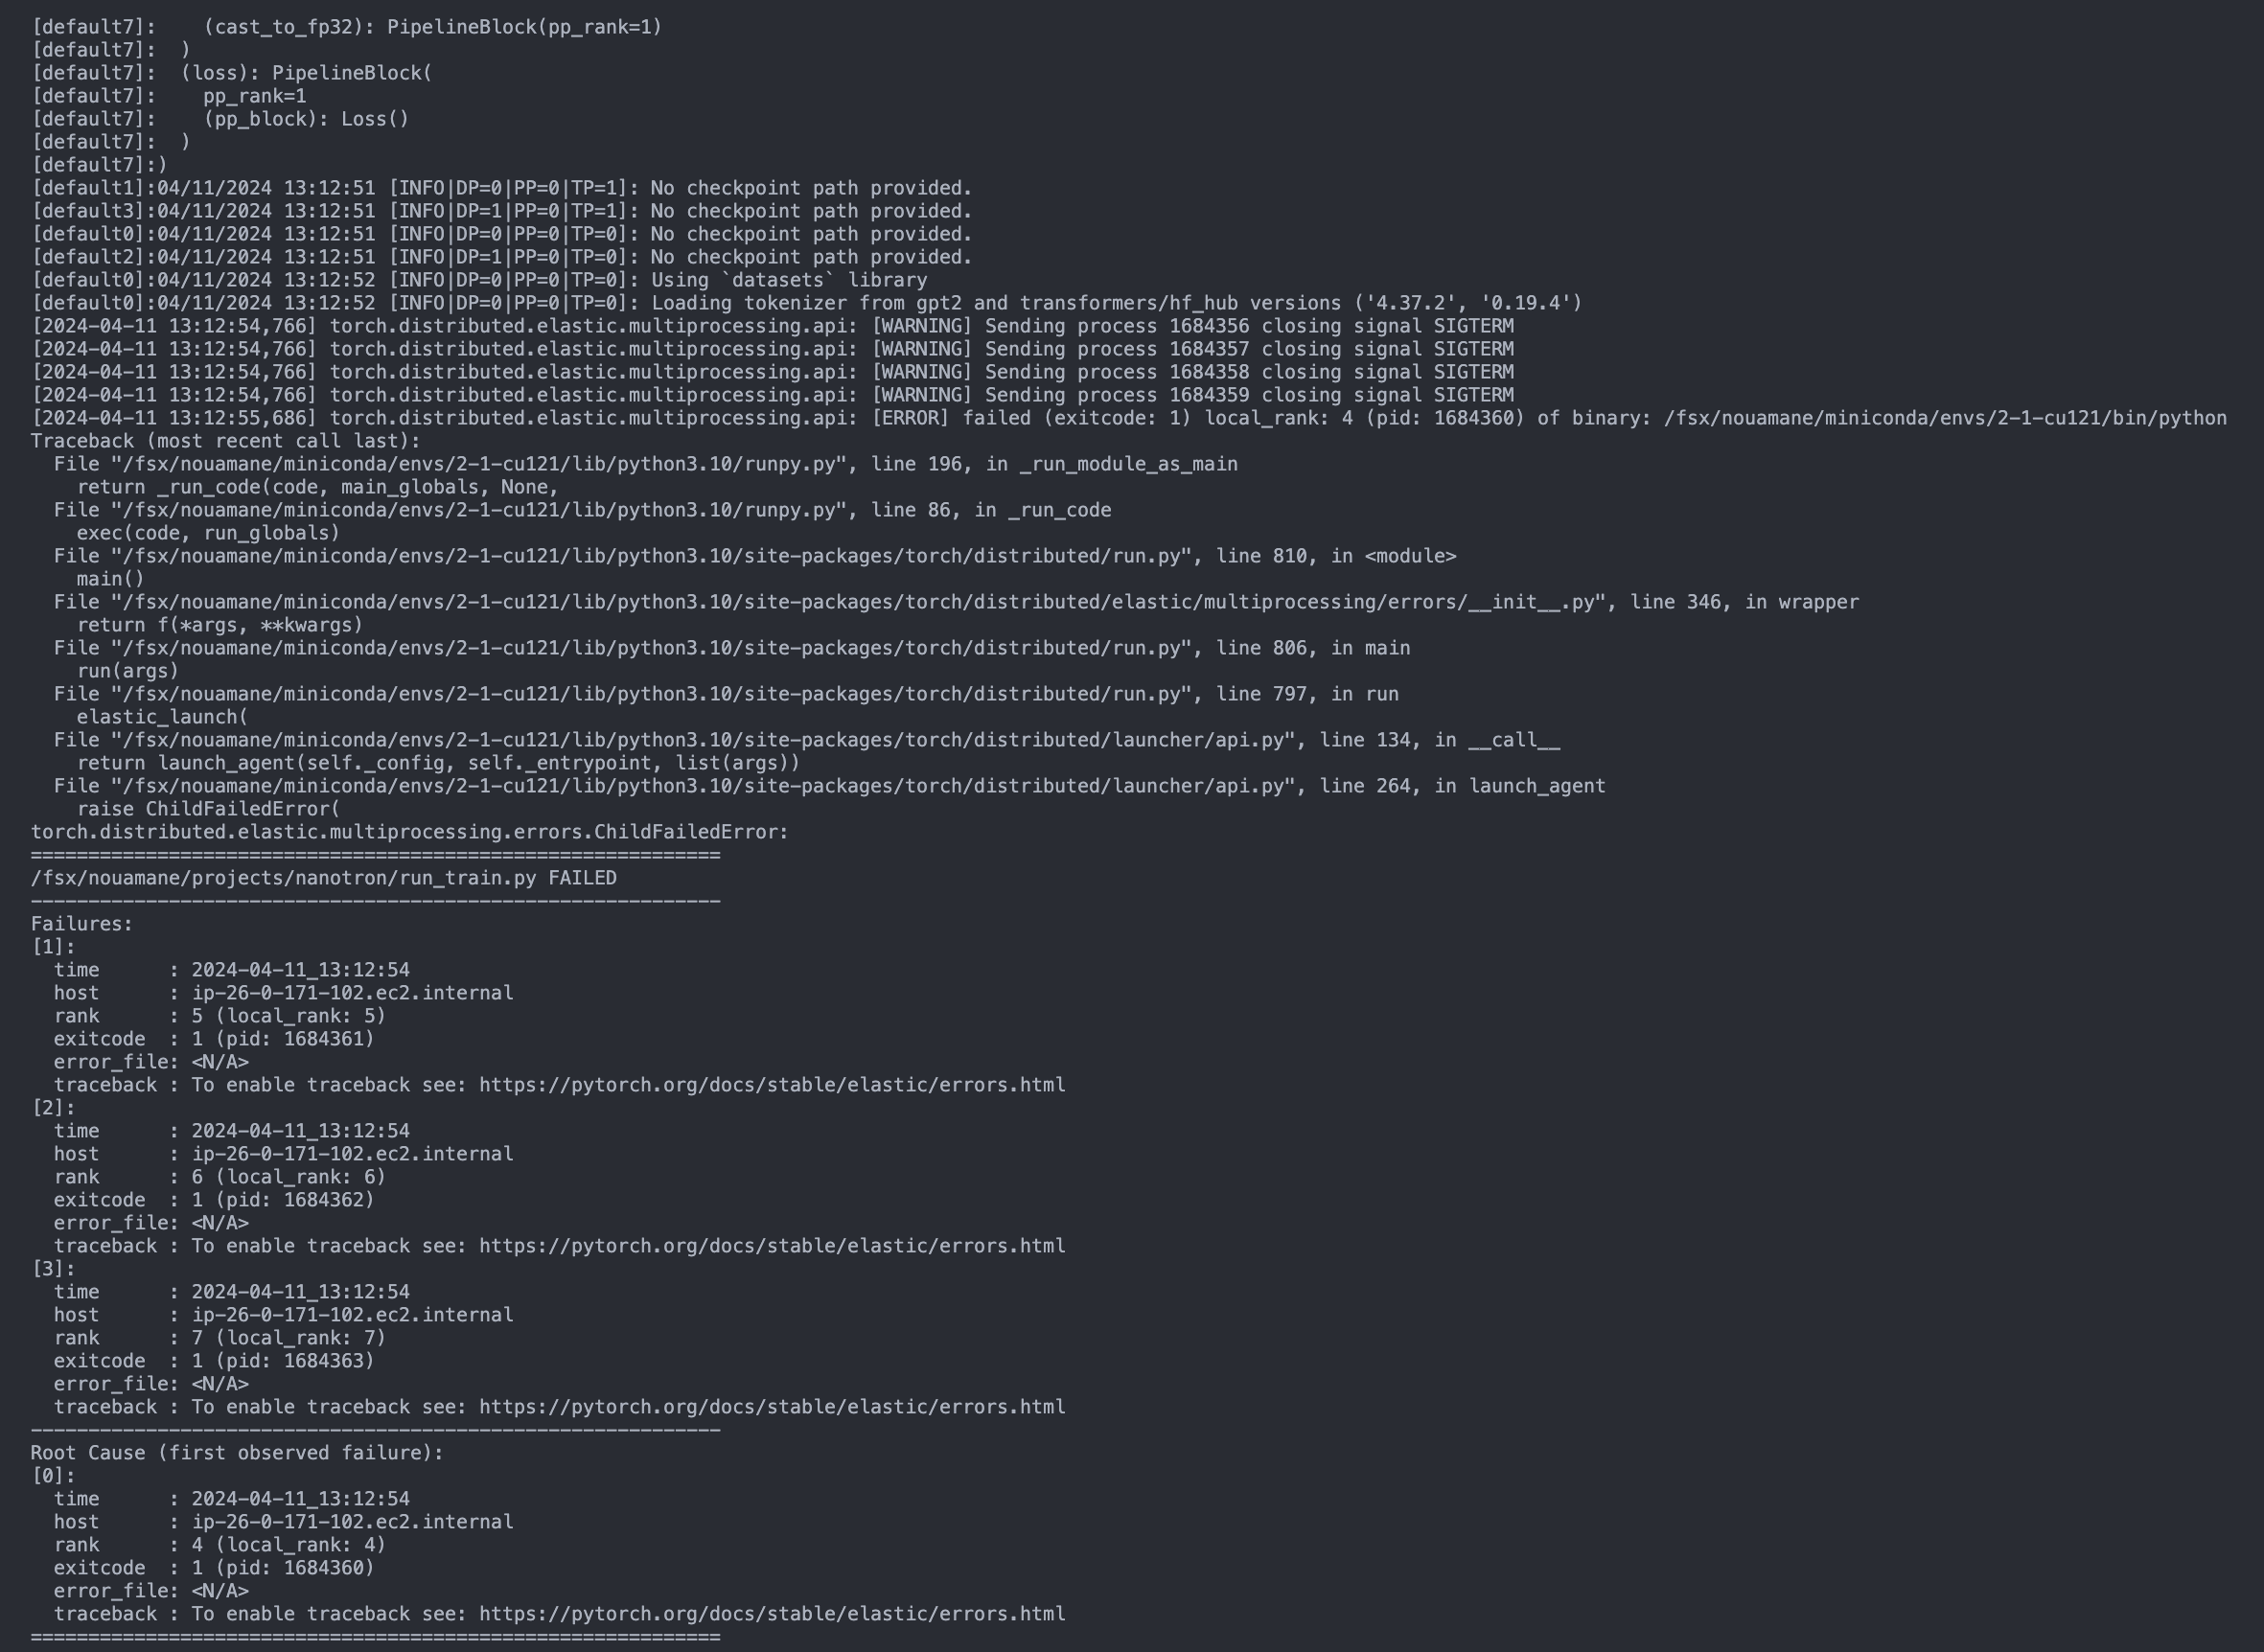 [default7]:    (cast_to_fp32): PipelineBlock(pp_rank=1)
[default7]:  )
[default7]:  (loss): PipelineBlock(
[default7]:    pp_rank=1
[default7]:    (pp_block): Loss()
[default7]:  )
[default7]:)
[default1]:04/11/2024 13:12:51 [INFO|DP=0|PP=0|TP=1]: No checkpoint path provided.
[default3]:04/11/2024 13:12:51 [INFO|DP=1|PP=0|TP=1]: No checkpoint path provided.
[default0]:04/11/2024 13:12:51 [INFO|DP=0|PP=0|TP=0]: No checkpoint path provided.
[default2]:04/11/2024 13:12:51 [INFO|DP=1|PP=0|TP=0]: No checkpoint path provided.
[default0]:04/11/2024 13:12:52 [INFO|DP=0|PP=0|TP=0]: Using `datasets` library
[default0]:04/11/2024 13:12:52 [INFO|DP=0|PP=0|TP=0]: Loading tokenizer from gpt2 and transformers/hf_hub versions ('4.37.2', '0.19.4')
[2024-04-11 13:12:54,766] torch.distributed.elastic.multiprocessing.api: [WARNING] Sending process 1684356 closing signal SIGTERM
[2024-04-11 13:12:54,766] torch.distributed.elastic.multiprocessing.api: [WARNING] Sending process 1684357 closing signal SIGTERM
[2024-04-11 13:12:54,766] torch.distributed.elastic.multiprocessing.api: [WARNING] Sending process 1684358 closing signal SIGTERM
[2024-04-11 13:12:54,766] torch.distributed.elastic.multiprocessing.api: [WARNING] Sending process 1684359 closing signal SIGTERM
[2024-04-11 13:12:55,686] torch.distributed.elastic.multiprocessing.api: [ERROR] failed (exitcode: 1) local_rank: 4 (pid: 1684360) of binary: /fsx/nouamane/miniconda/envs/2-1-cu121/bin/python
Traceback (most recent call last):
  File "/fsx/nouamane/miniconda/envs/2-1-cu121/lib/python3.10/runpy.py", line 196, in _run_module_as_main
    return _run_code(code, main_globals, None,
  File "/fsx/nouamane/miniconda/envs/2-1-cu121/lib/python3.10/runpy.py", line 86, in _run_code
    exec(code, run_globals)
  File "/fsx/nouamane/miniconda/envs/2-1-cu121/lib/python3.10/site-packages/torch/distributed/run.py", line 810, in <module>
    main()
  File "/fsx/nouamane/miniconda/envs/2-1-cu121/lib/python3.10/site-packages/torch/distributed/elastic/multiprocessing/errors/__init__.py", line 346, in wrapper
    return f(*args, **kwargs)
  File "/fsx/nouamane/miniconda/envs/2-1-cu121/lib/python3.10/site-packages/torch/distributed/run.py", line 806, in main
    run(args)
  File "/fsx/nouamane/miniconda/envs/2-1-cu121/lib/python3.10/site-packages/torch/distributed/run.py", line 797, in run
    elastic_launch(
  File "/fsx/nouamane/miniconda/envs/2-1-cu121/lib/python3.10/site-packages/torch/distributed/launcher/api.py", line 134, in __call__
    return launch_agent(self._config, self._entrypoint, list(args))
  File "/fsx/nouamane/miniconda/envs/2-1-cu121/lib/python3.10/site-packages/torch/distributed/launcher/api.py", line 264, in launch_agent
    raise ChildFailedError(
torch.distributed.elastic.multiprocessing.errors.ChildFailedError:
============================================================
/fsx/nouamane/projects/nanotron/run_train.py FAILED
------------------------------------------------------------
Failures:
[1]:
  time      : 2024-04-11_13:12:54
  host      : ip-26-0-171-102.ec2.internal
  rank      : 5 (local_rank: 5)
  exitcode  : 1 (pid: 1684361)
  error_file: <N/A>
  traceback : To enable traceback see: https://pytorch.org/docs/stable/elastic/errors.html
[2]:
  time      : 2024-04-11_13:12:54
  host      : ip-26-0-171-102.ec2.internal
  rank      : 6 (local_rank: 6)
  exitcode  : 1 (pid: 1684362)
  error_file: <N/A>
  traceback : To enable traceback see: https://pytorch.org/docs/stable/elastic/errors.html
[3]:
  time      : 2024-04-11_13:12:54
  host      : ip-26-0-171-102.ec2.internal
  rank      : 7 (local_rank: 7)
  exitcode  : 1 (pid: 1684363)
  error_file: <N/A>
  traceback : To enable traceback see: https://pytorch.org/docs/stable/elastic/errors.html
------------------------------------------------------------
Root Cause (first observed failure):
[0]:
  time      : 2024-04-11_13:12:54
  host      : ip-26-0-171-102.ec2.internal
  rank      : 4 (local_rank: 4)
  exitcode  : 1 (pid: 1684360)
  error_file: <N/A>
  traceback : To enable traceback see: https://pytorch.org/docs/stable/elastic/errors.html
============================================================